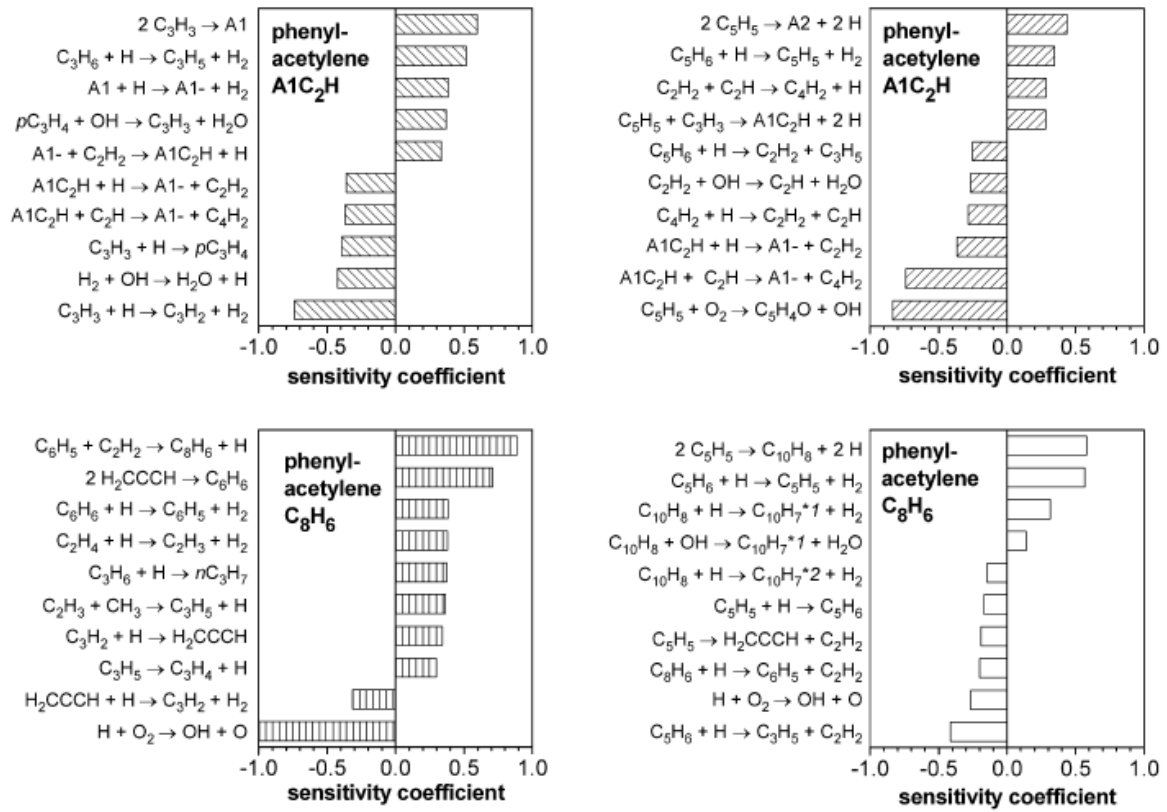 2 C₃H₃ → A1
C₃H₆ + H → C₃H₅ + H₂
A1 + H → A1- + H₂
pC₃H₄ + OH → C₃H₃ + H₂O
A1- + C₂H₂ → A1C₂H + H
A1C₂H + H → A1- + C₂H₂
A1C₂H + C₂H → A1- + C₄H₂
C₃H₃ + H → pC₃H₄
H₂ + OH → H₂O + H
C₃H₃ + H → C₃H₂ + H₂
phenyl-
acetylene
A1C₂H
-1.0 -0.5 0.0 0.5 1.0
sensitivity coefficient
2 C₅H₅ → A2 + 2 H
C₅H₆ + H → C₅H₅ + H₂
C₂H₂ + C₂H → C₄H₂ + H
C₅H₅ + C₃H₃ → A1C₂H + 2 H
C₅H₆ + H → C₂H₂ + C₃H₅
C₂H₂ + OH → C₂H + H₂O
C₄H₂ + H → C₂H₂ + C₂H
A1C₂H + H → A1- + C₂H₂
A1C₂H + C₂H → A1- + C₄H₂
C₅H₅ + O₂ → C₅H₄O + OH
phenyl-
acetylene
A1C₂H
-1.0 -0.5 0.0 0.5 1.0
sensitivity coefficient
C₆H₅ + C₂H₂ → C₈H₆ + H
2 H₂CCCH → C₆H₆
C₆H₆ + H → C₆H₅ + H₂
C₂H₄ + H → C₂H₃ + H₂
C₃H₆ + H → nC₃H₇
C₂H₃ + CH₃ → C₃H₅ + H
C₃H₂ + H → H₂CCCH
C₃H₅ → C₃H₄ + H
H₂CCCH + H → C₃H₂ + H₂
H + O₂ → OH + O
phenyl-
acetylene
C₈H₆
-1.0 -0.5 0.0 0.5 1.0
sensitivity coefficient
2 C₅H₅ → C₁₀H₈ + 2 H
C₅H₆ + H → C₅H₅ + H₂
C₁₀H₈ + H → C₁₀H₇*1 + H₂
C₁₀H₈ + OH → C₁₀H₇*1 + H₂O
C₁₀H₈ + H → C₁₀H₇*2 + H₂
C₅H₅ + H → C₅H₆
C₅H₅ → H₂CCCH + C₂H₂
C₈H₆ + H → C₆H₅ + C₂H₂
H + O₂ → OH + O
C₅H₆ + H → C₃H₅ + C₂H₂
phenyl-
acetylene
C₈H₆
-1.0 -0.5 0.0 0.5 1.0
sensitivity coefficient